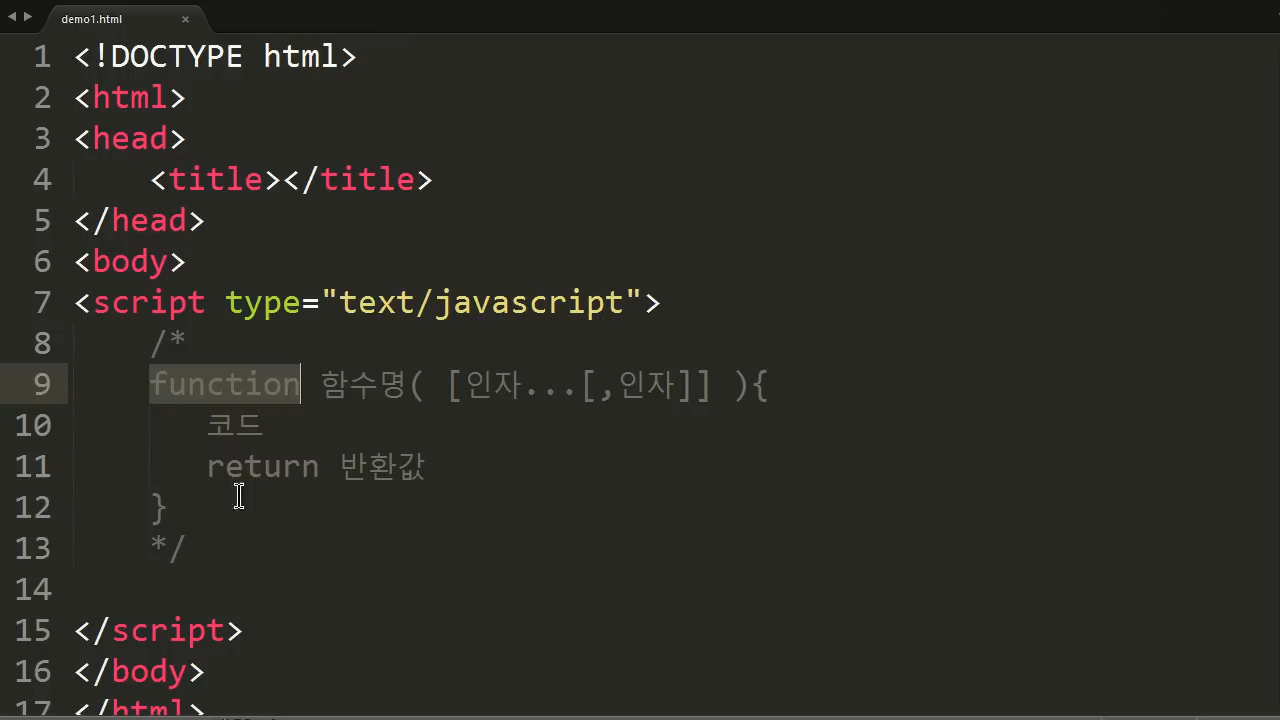 demo1.html ×
1 <!DOCTYPE html>
2 <html>
3 <head>
4     <title></title>
5 </head>
6 <body>
7 <script type="text/javascript">
8     /*
9     function 함수명( [인자...[,인자]] ){
10        코드
11        return 반환값
12    }
13    */
14
15 </script>
16 </body>
17 </html>